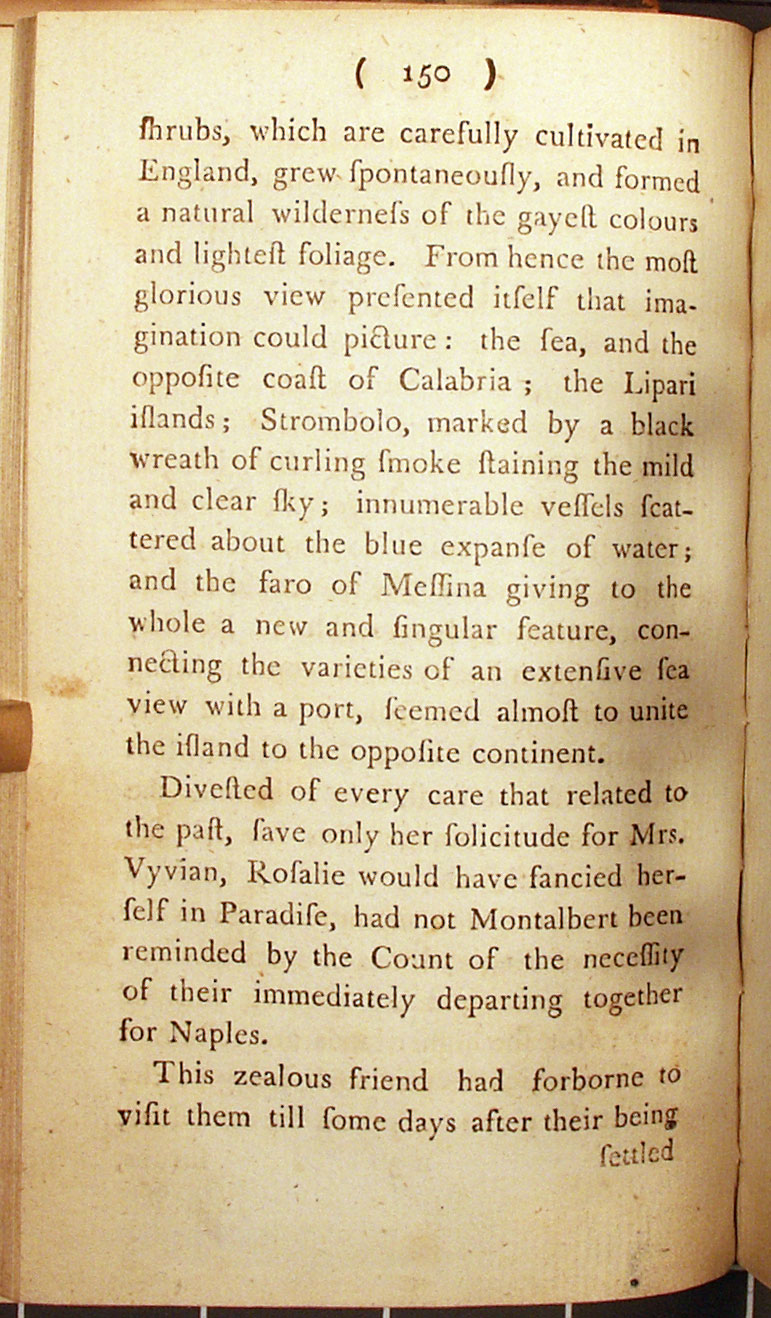 ( 150 )
ſhrubs, which are carefully cultivated in
England, grew ſpontaneouſly, and formed
a natural wilderneſs of the gayeſt colours
and lighteſt foliage. From hence the moſt
glorious view preſented itſelf that ima-
gination could picture : the ſea, and the
oppoſite coaſt of Calabria ; the Lipari
iſlands ; Strombolo, marked by a black
wreath of curling ſmoke ſtaining the mild
and clear ſky ; innumerable veſſels ſcat-
tered about the blue expanſe of water ;
and the faro of Meſſina giving to the
whole a new and ſingular feature, con-
necting the varieties of an extenſive ſea
view with a port, ſeemed almoſt to unite
the iſland to the oppoſite continent.
Diveſted of every care that related to
the paſt, ſave only her ſolicitude for Mrs.
Vyvian, Roſalie would have fancied her-
ſelf in Paradiſe, had not Montalbert been
reminded by the Count of the neceſſity
of their immediately departing together
for Naples.
This zealous friend had forborne to
viſit them till ſome days after their being
ſettled